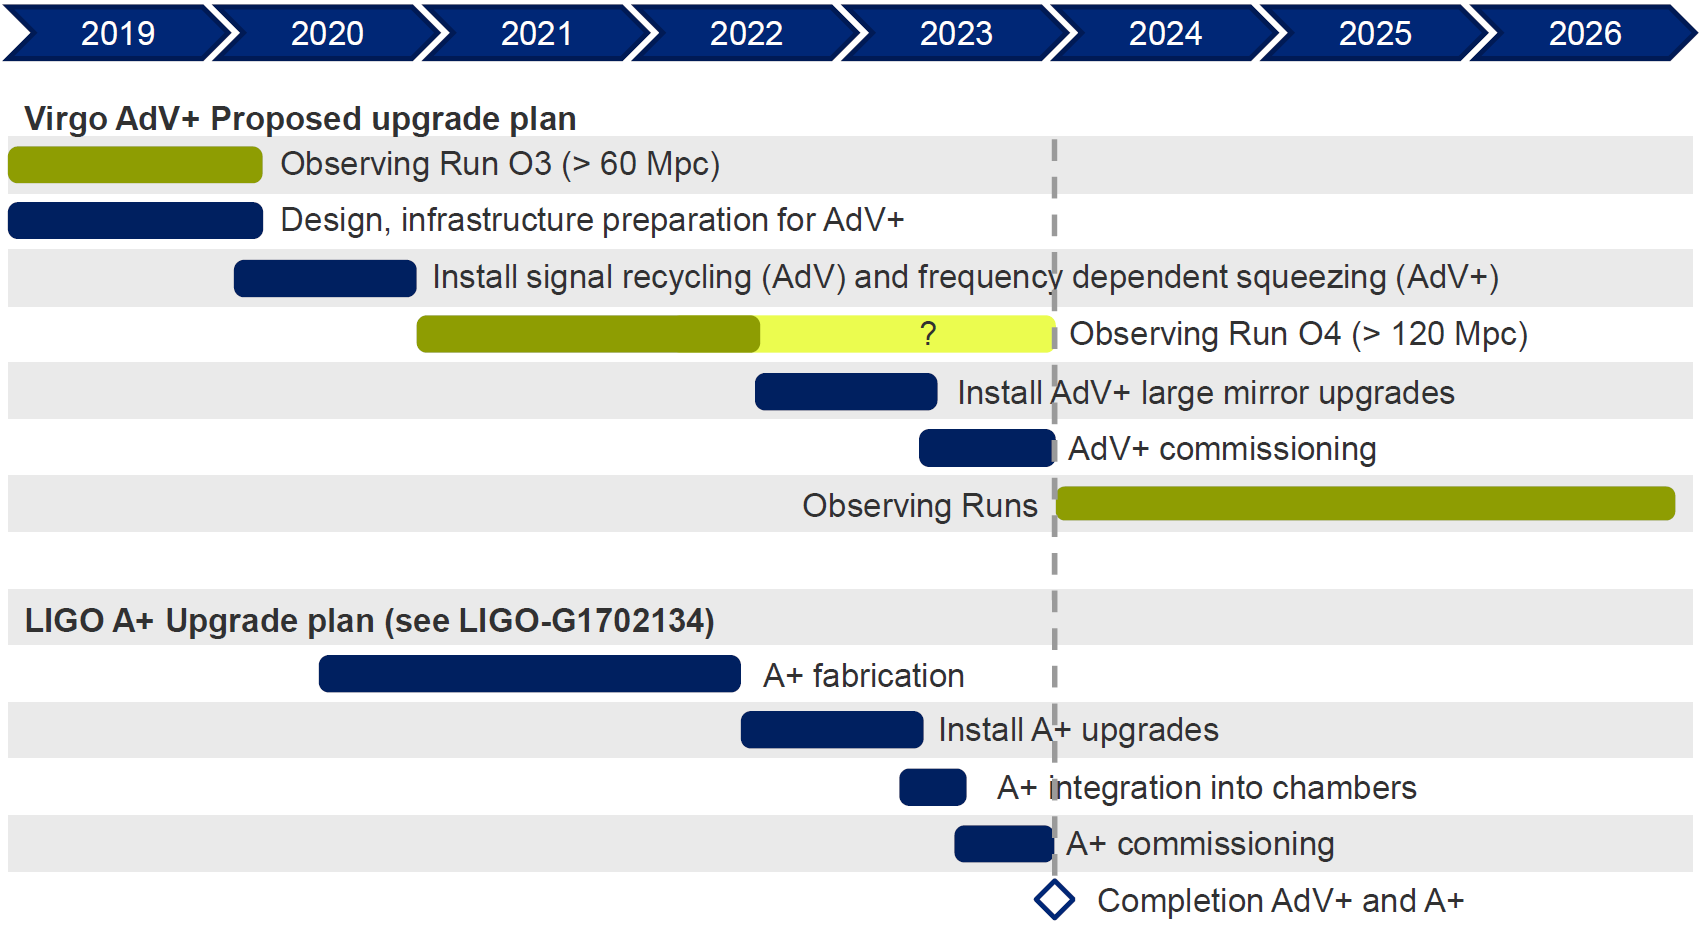 2019 2020 2021 2022 2023 2024 2025 2026
Virgo AdV+ Proposed upgrade plan
Observing Run O3 (> 60 Mpc)
Design, infrastructure preparation for AdV+
Install signal recycling (AdV) and frequency dependent squeezing (AdV+)
? Observing Run O4 (> 120 Mpc)
Install AdV+ large mirror upgrades
AdV+ commissioning
Observing Runs
LIGO A+ Upgrade plan (see LIGO-G1702134)
A+ fabrication
Install A+ upgrades
A+ integration into chambers
A+ commissioning
Completion AdV+ and A+